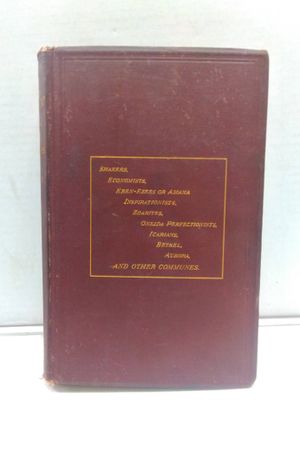 SHAKERS,
ECONOMISTS,
EBEN-EZERS OR AMANA
INSPIRATIONISTS,
ZOARITES,
ONEIDA PERFECTIONISTS,
ICARIANS,
BETHEL,
AURORA,
AND OTHER COMMUNES.